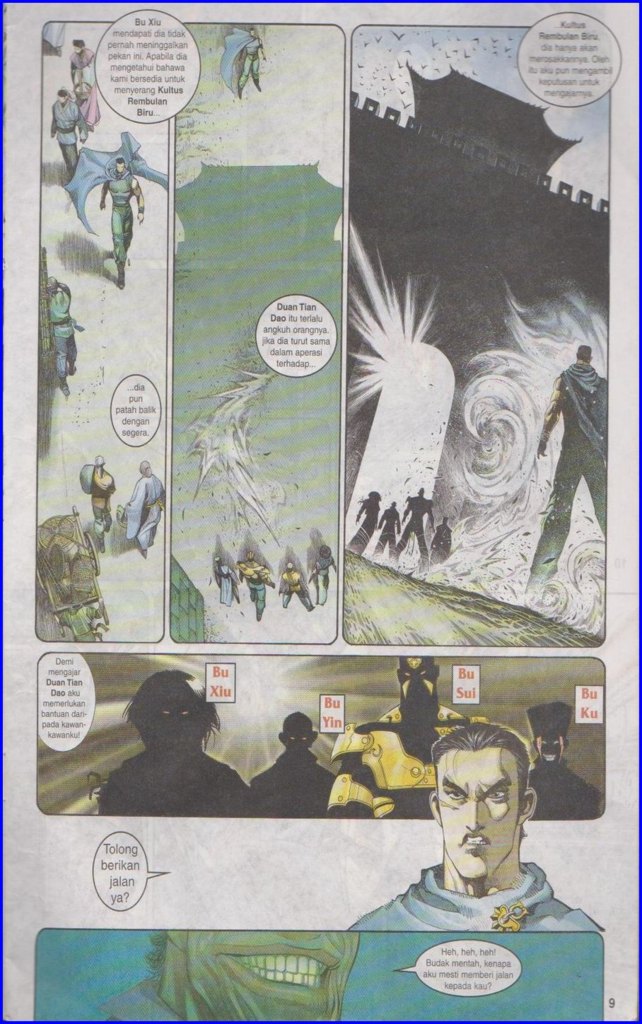 Bu Xiu
mendapati dia tidak
pernah meninggalkan
pekan ini. Apabila dia
mengetahui bahawa
kami bersedia untuk
menyerang Kultus
Rembulan
Biru...
...dia
pun
patah balik
dengan
segera.
Duan Tian
Dao itu terlalu
angkuh orangnya.
jika dia turut sama
dalam operasi
terhadap...
...Kultus
Rembulan Biru,
dia hanya akan
merosakkannya. Oleh
itu aku pun mengambil
keputusan untuk
mengajarnya.
Demi
mengajar
Duan Tian
Dao aku
memerlukan
bantuan dari-
pada kawan-
kawanku!
Bu
Xiu
Bu
Yin
Bu
Sui
Bu
Ku
Tolong
berikan
jalan
ya?
Heh, heh, heh!
Budak mentah, kenapa
aku mesti memberi jalan
kepada kau?
9